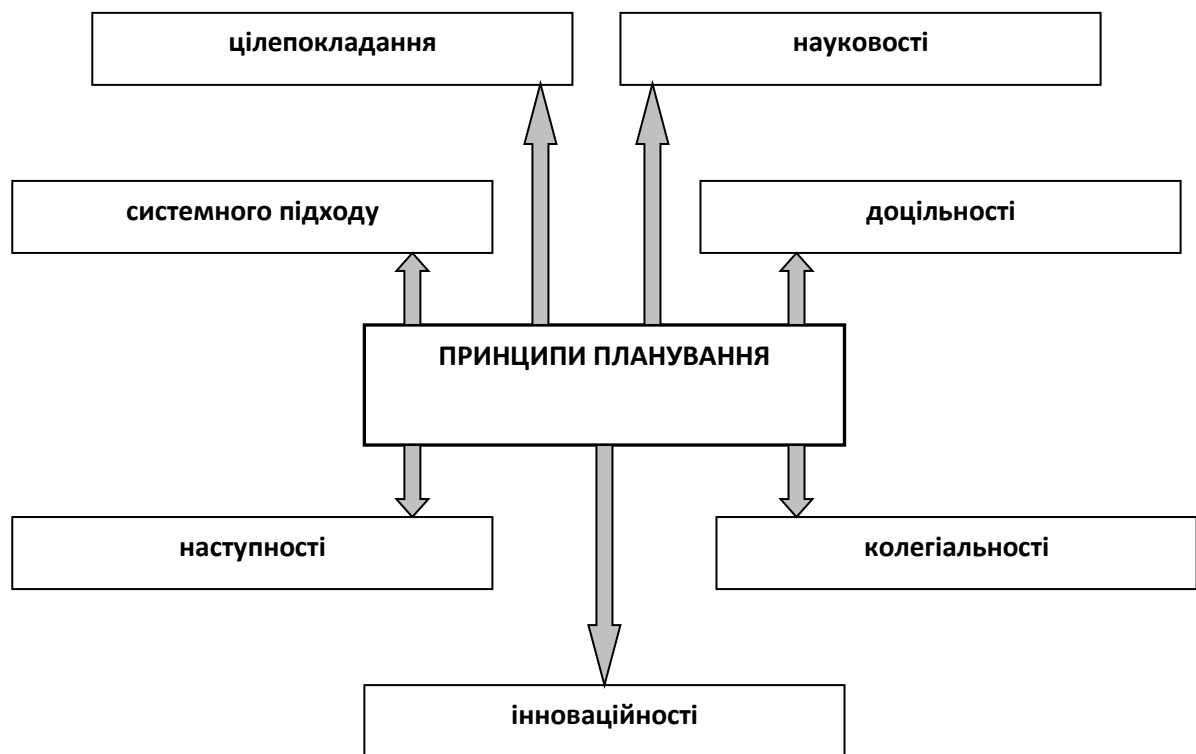 цілепокладання
науковості
системного підходу
доцільності
ПРИНЦИПИ ПЛАНУВАННЯ
наступності
колегіальності
інноваційності